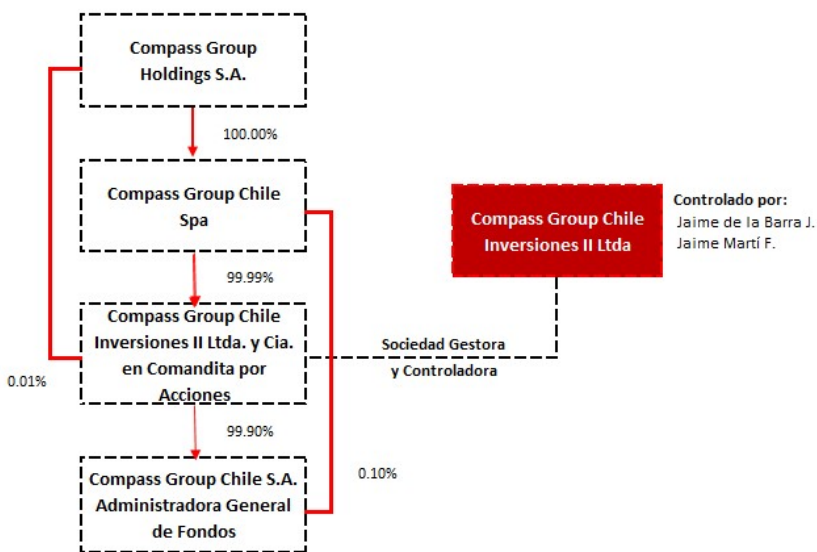 Compass Group
Holdings S.A.
100.00%
Compass Group Chile
Spa
99.99%
Compass Group Chile
Inversiones II Ltda. y Cia.
en Comandita por
Acciones
0.01%
99.90%
Compass Group Chile S.A.
Administradora General
de Fondos
0.10%
Sociedad Gestora
y Controladora
Compass Group Chile
Inversiones II Ltda
Controlado por:
Jaime de la Barra J.
Jaime Martí F.